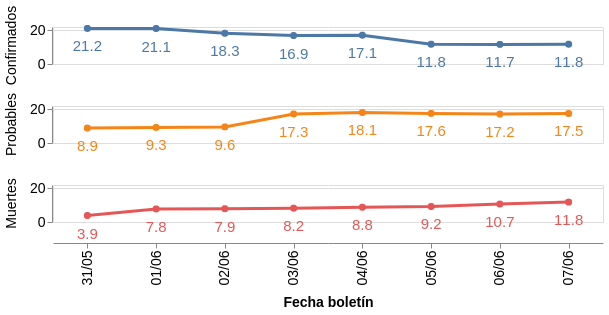 Confirmados
20
0
21.2 21.1 18.3 16.9 17.1 11.8 11.7 11.8
Probables
20
0
8.9 9.3 9.6 17.3 18.1 17.6 17.2 17.5
Muertes
20
0
3.9 7.8 7.9 8.2 8.8 9.2 10.7 11.8
31/05 01/06 02/06 03/06 04/06 05/06 06/06 07/06
Fecha boletín